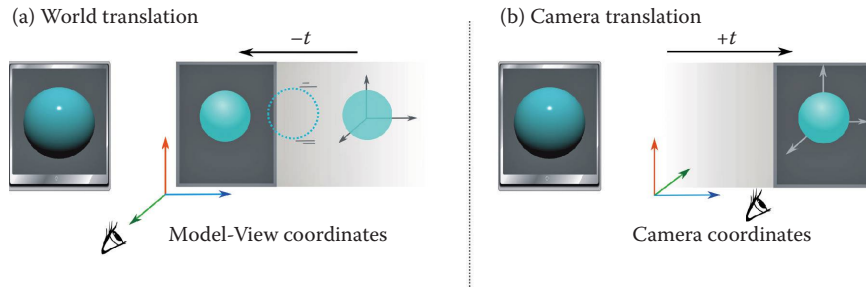 (a) World translation
−t
Model-View coordinates
(b) Camera translation
+t
Camera coordinates